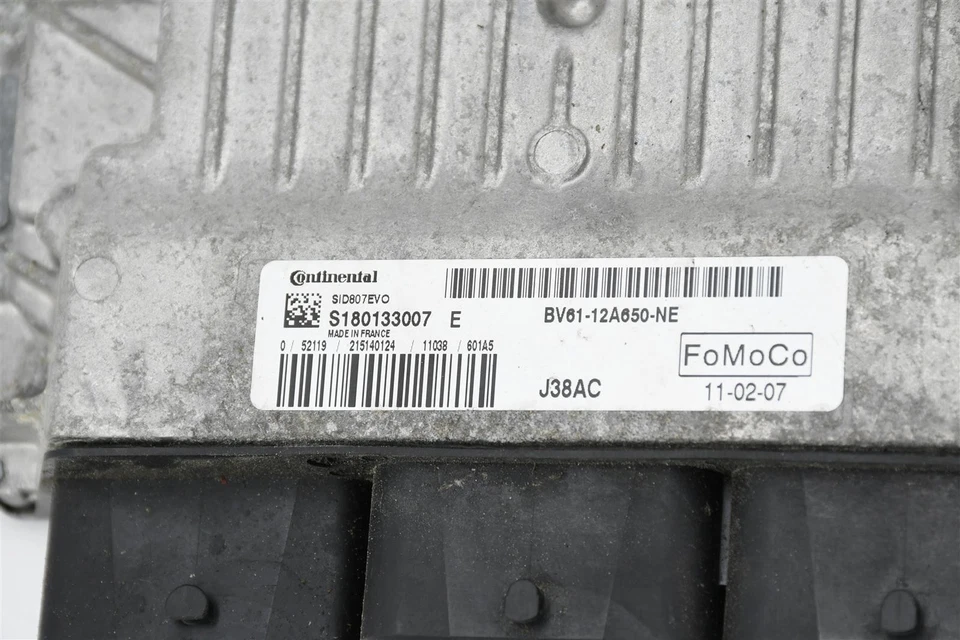 Continental
SID807EVO
S180133007 E
MADE IN FRANCE
0 / 52119 / 215140124 / 11038 / 601A5
BV61-12A650-NE
FoMoCo
J38AC
11-02-07